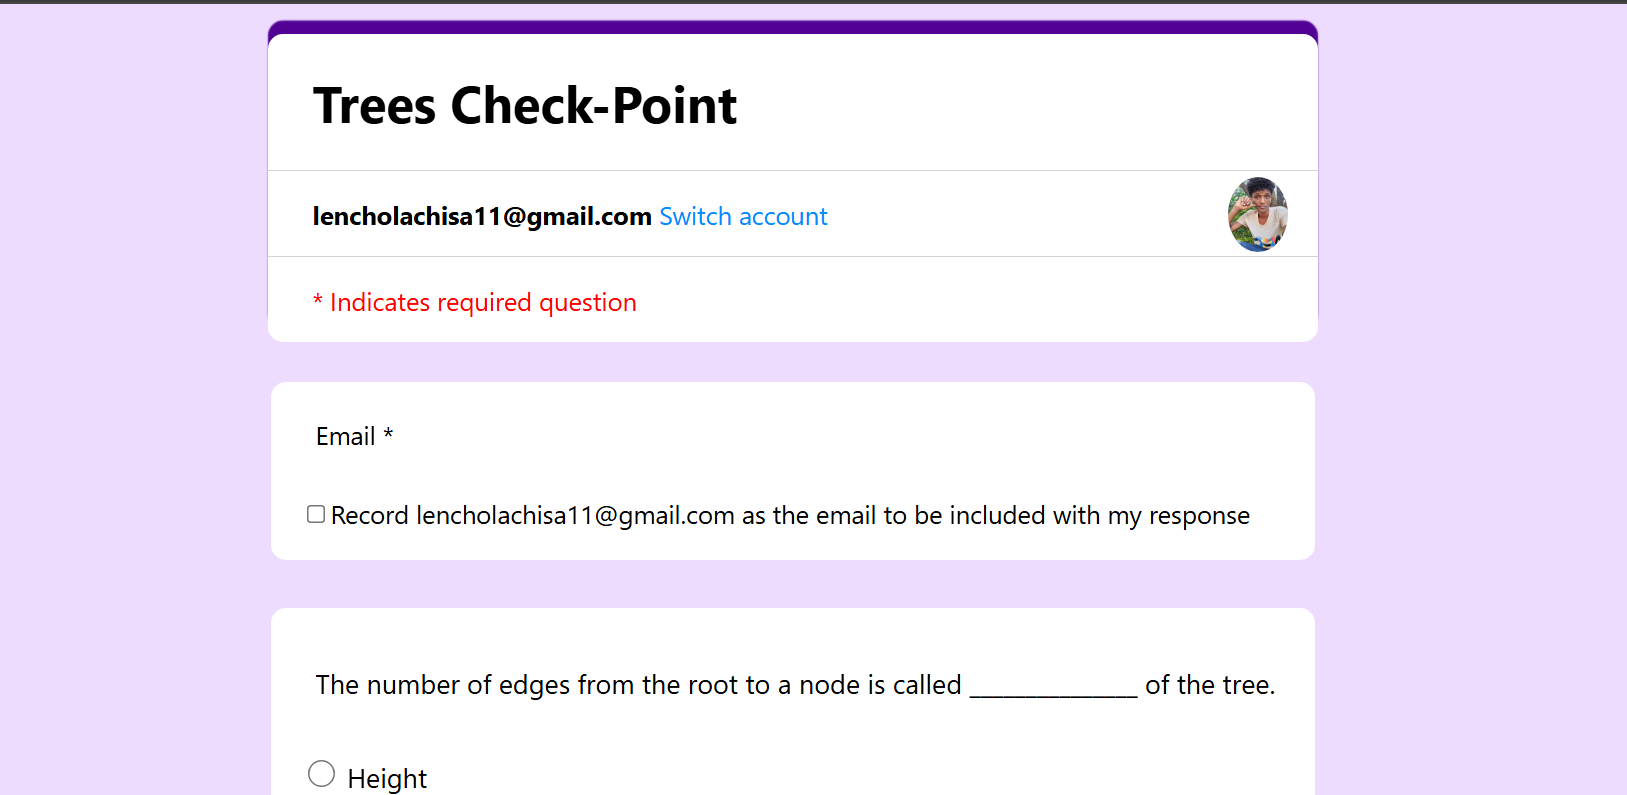 Trees Check-Point
lencholachisa11@gmail.com Switch account
* Indicates required question
Email *
Record lencholachisa11@gmail.com as the email to be included with my response
The number of edges from the root to a node is called ______________ of the tree.
Height